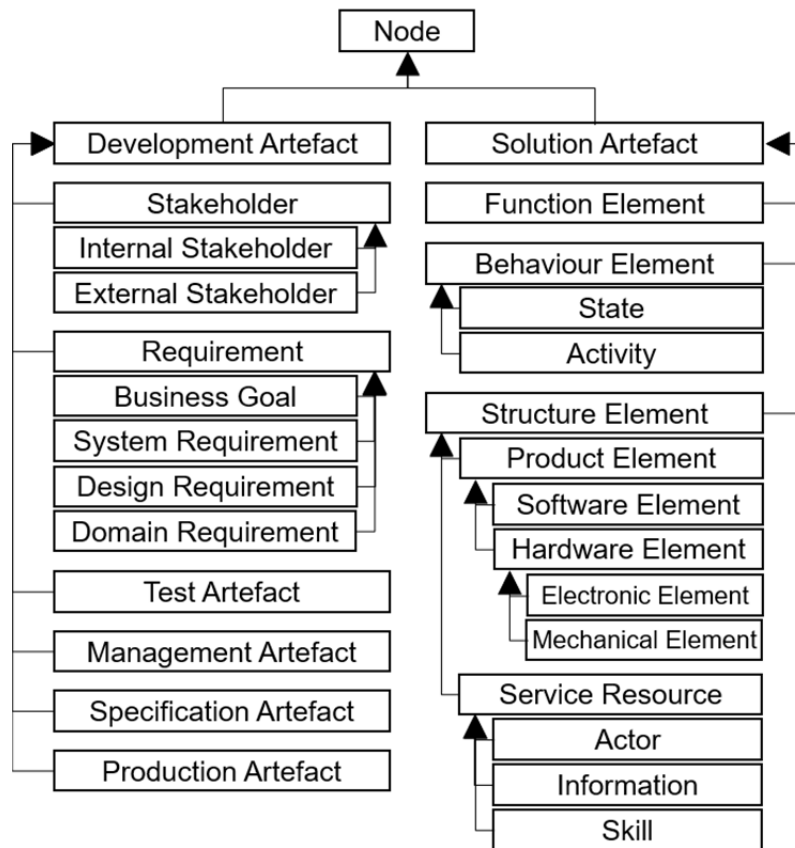 Node
Development Artefact
Stakeholder
Internal Stakeholder
External Stakeholder
Requirement
Business Goal
System Requirement
Design Requirement
Domain Requirement
Test Artefact
Management Artefact
Specification Artefact
Production Artefact
Solution Artefact
Function Element
Behaviour Element
State
Activity
Structure Element
Product Element
Software Element
Hardware Element
Electronic Element
Mechanical Element
Service Resource
Actor
Information
Skill